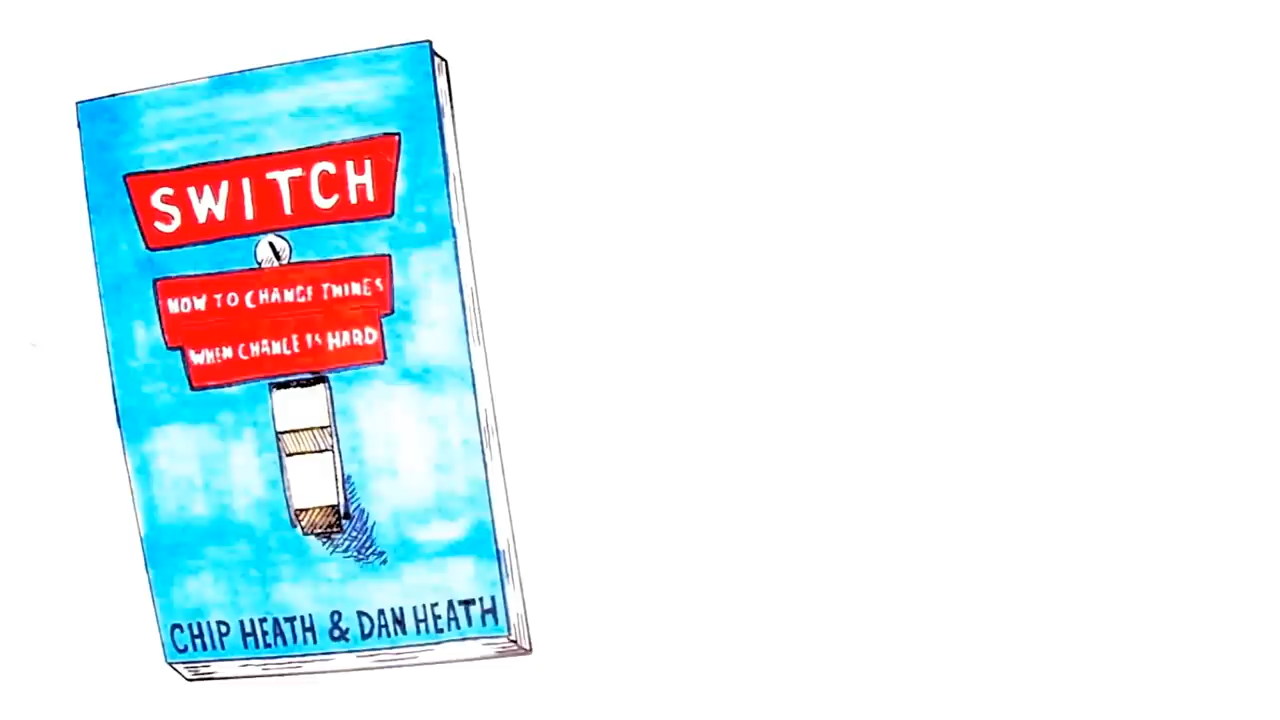 SWITCH
HOW TO CHANGE THINGS
WHEN CHANGE IS HARD
CHIP HEATH & DAN HEATH